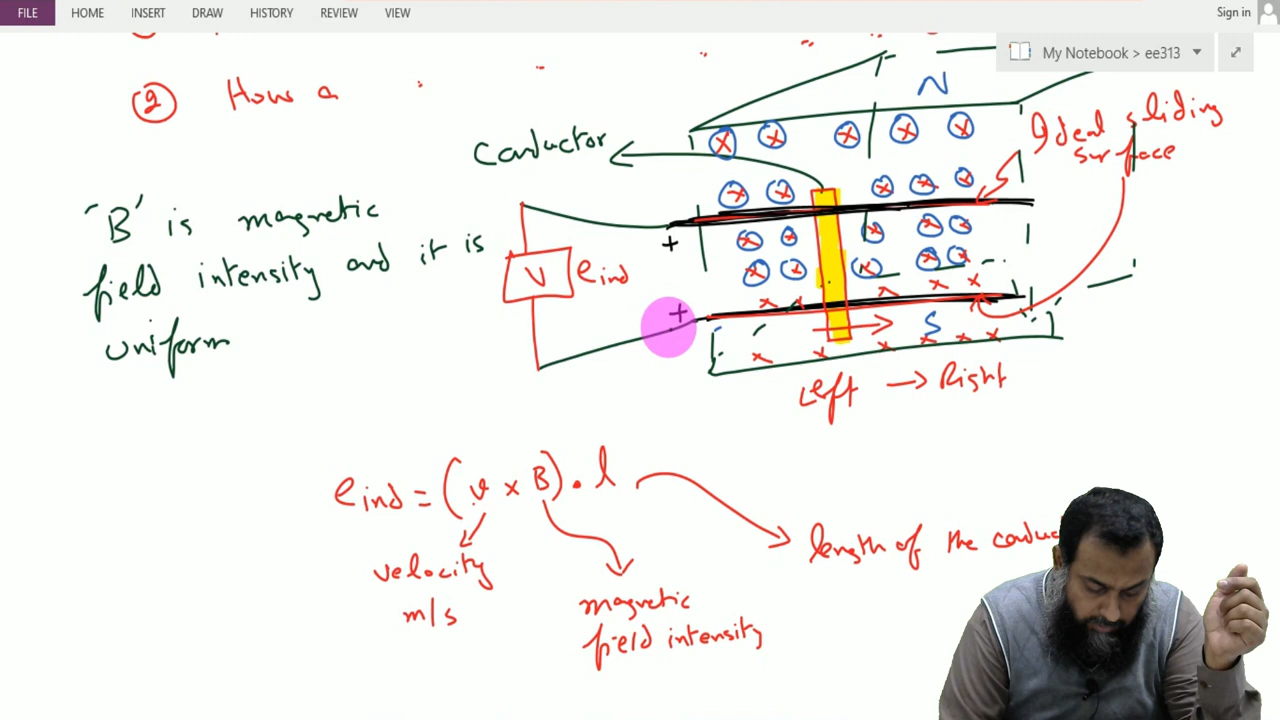 FILE HOME INSERT DRAW HISTORY REVIEW VIEW
Sign in
My Notebook > ee313
② How a
N
Conductor
Ideal sliding
surface
'B' is magnetic
field intensity and it is
uniform
+
V eind
+
S
Left → Right
eind = (v × B) . l
velocity
m/s
magnetic
field intensity
length of the conduc